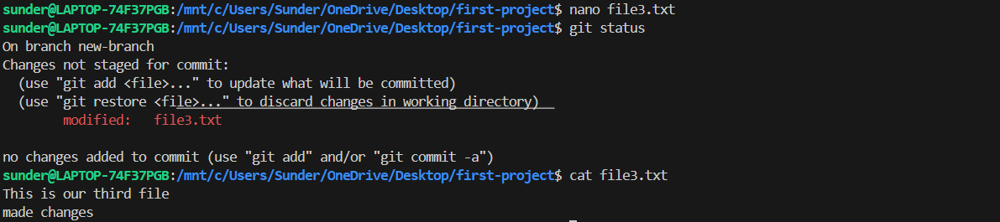 sunder@LAPTOP-74F37PGB:/mnt/c/Users/Sunder/OneDrive/Desktop/first-project$ nano file3.txt
sunder@LAPTOP-74F37PGB:/mnt/c/Users/Sunder/OneDrive/Desktop/first-project$ git status
On branch new-branch
Changes not staged for commit:
  (use "git add <file>..." to update what will be committed)
  (use "git restore <file>..." to discard changes in working directory)
        modified:   file3.txt

no changes added to commit (use "git add" and/or "git commit -a")
sunder@LAPTOP-74F37PGB:/mnt/c/Users/Sunder/OneDrive/Desktop/first-project$ cat file3.txt
This is our third file
made changes